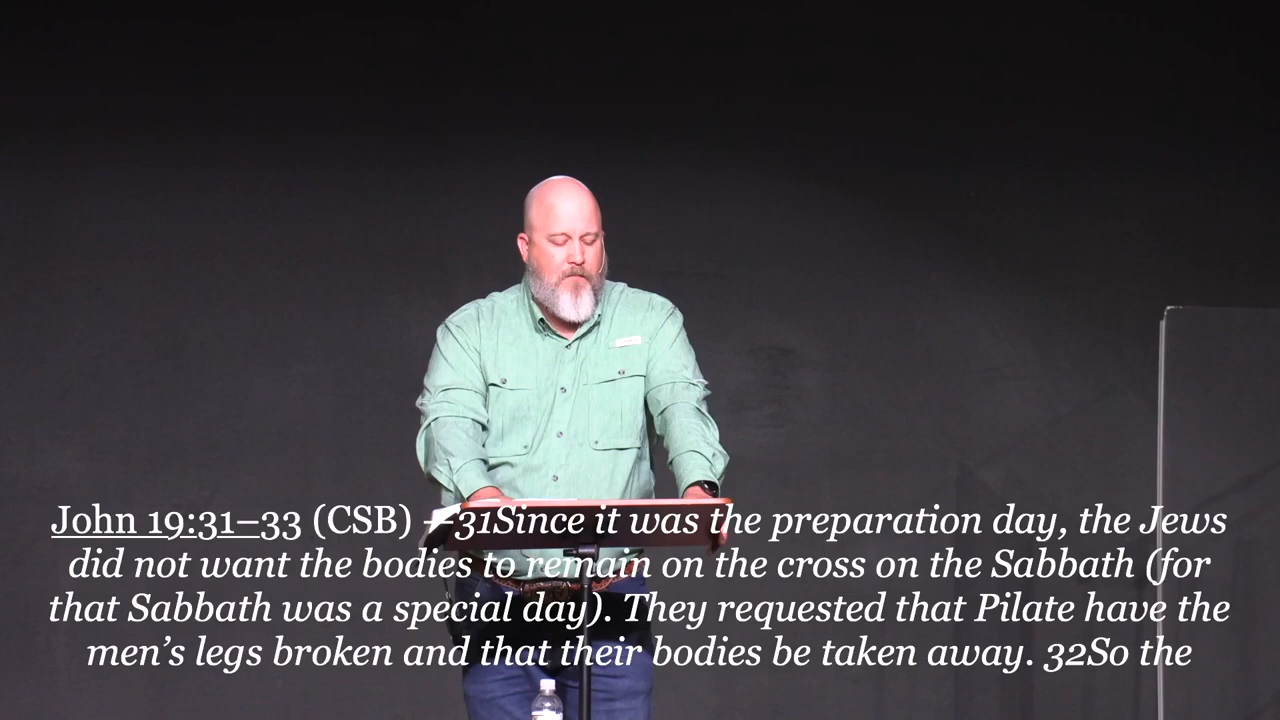 John 19:31–33 (CSB) —31Since it was the preparation day, the Jews
did not want the bodies to remain on the cross on the Sabbath (for
that Sabbath was a special day). They requested that Pilate have the
men’s legs broken and that their bodies be taken away. 32So the